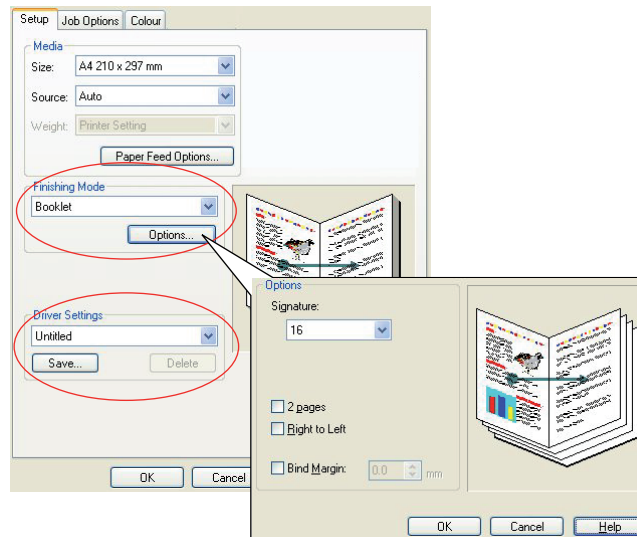 Setup Job Options Colour
Media
Size: A4 210 x 297 mm
Source: Auto
Weight: Printer Setting
Paper Feed Options...
Finishing Mode
Booklet
Options...
Driver Settings
Untitled
Save... Delete
OK Cancel
Options
Signature:
16
2 pages
Right to Left
Bind Margin: 0.0 mm
OK Cancel Help